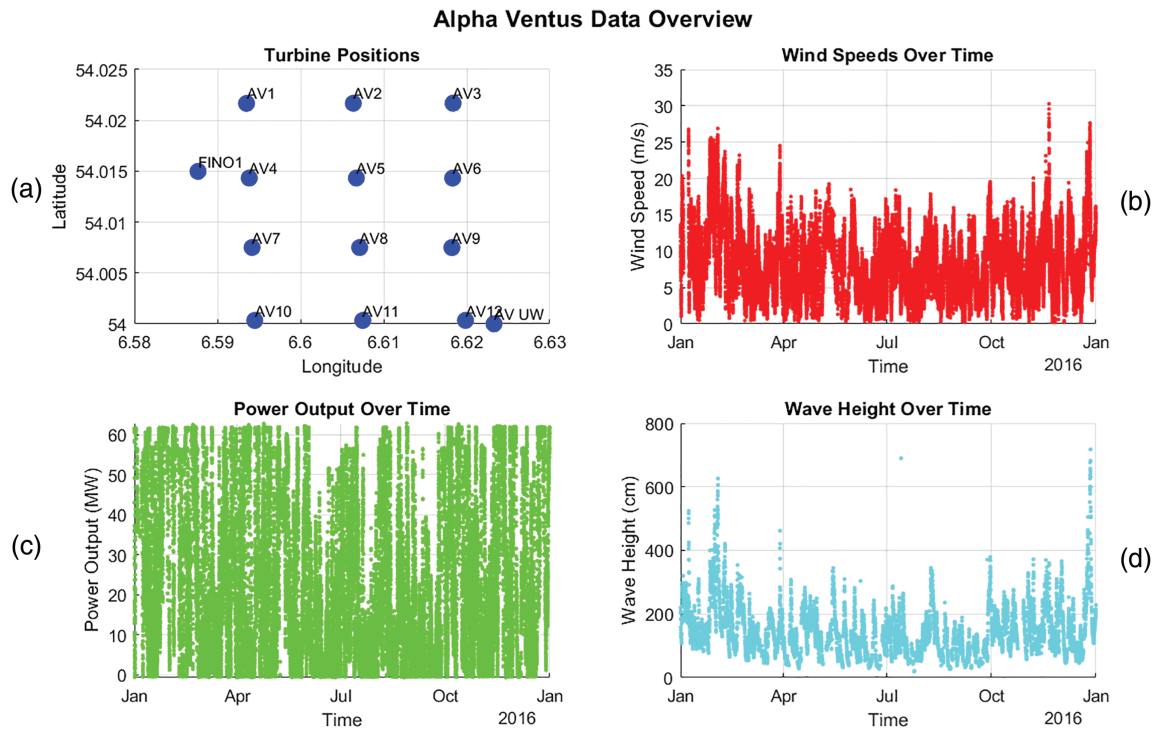 Alpha Ventus Data Overview
(a)
Turbine Positions
54.025
54.02
54.015
54.01
54.005
54
Latitude
AV1
AV2
AV3
FINO1
AV4
AV5
AV6
AV7
AV8
AV9
AV10
AV11
AV12
AV UW
6.58
6.59
6.6
6.61
6.62
6.63
Longitude
Wind Speeds Over Time
35
30
25
20
15
10
5
0
Wind Speed (m/s)
Jan
Apr
Jul
Oct
Jan
Time
2016
(b)
(c)
Power Output Over Time
60
50
40
30
20
10
0
Power Output (MW)
Jan
Apr
Jul
Oct
Jan
Time
2016
Wave Height Over Time
800
600
400
200
0
Wave Height (cm)
Jan
Apr
Jul
Oct
Jan
Time
2016
(d)